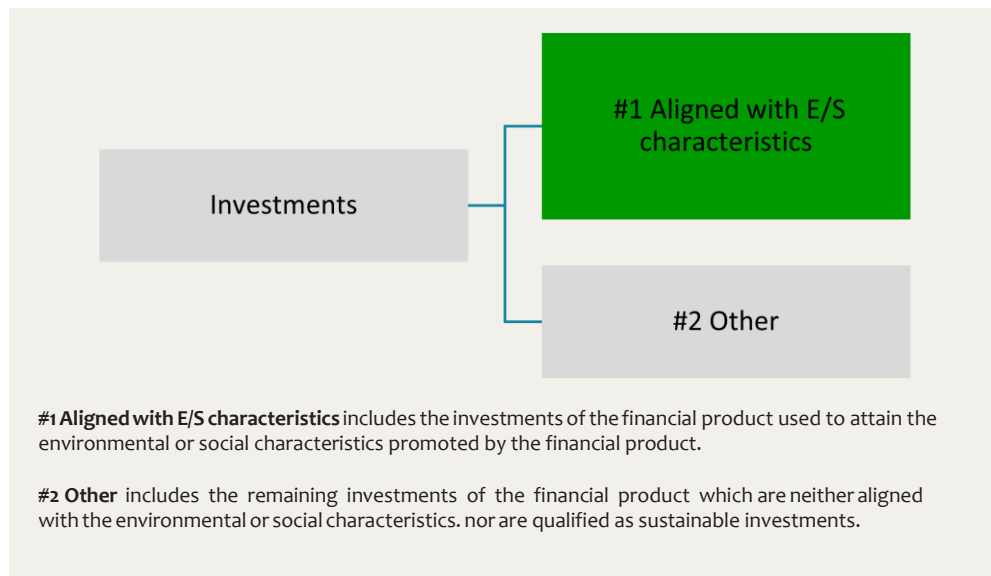 #1 Aligned with E/S
characteristics
Investments
#2 Other
#1 Aligned with E/S characteristics includes the investments of the financial product used to attain the
environmental or social characteristics promoted by the financial product.
#2 Other includes the remaining investments of the financial product which are neither aligned
with the environmental or social characteristics. nor are qualified as sustainable investments.